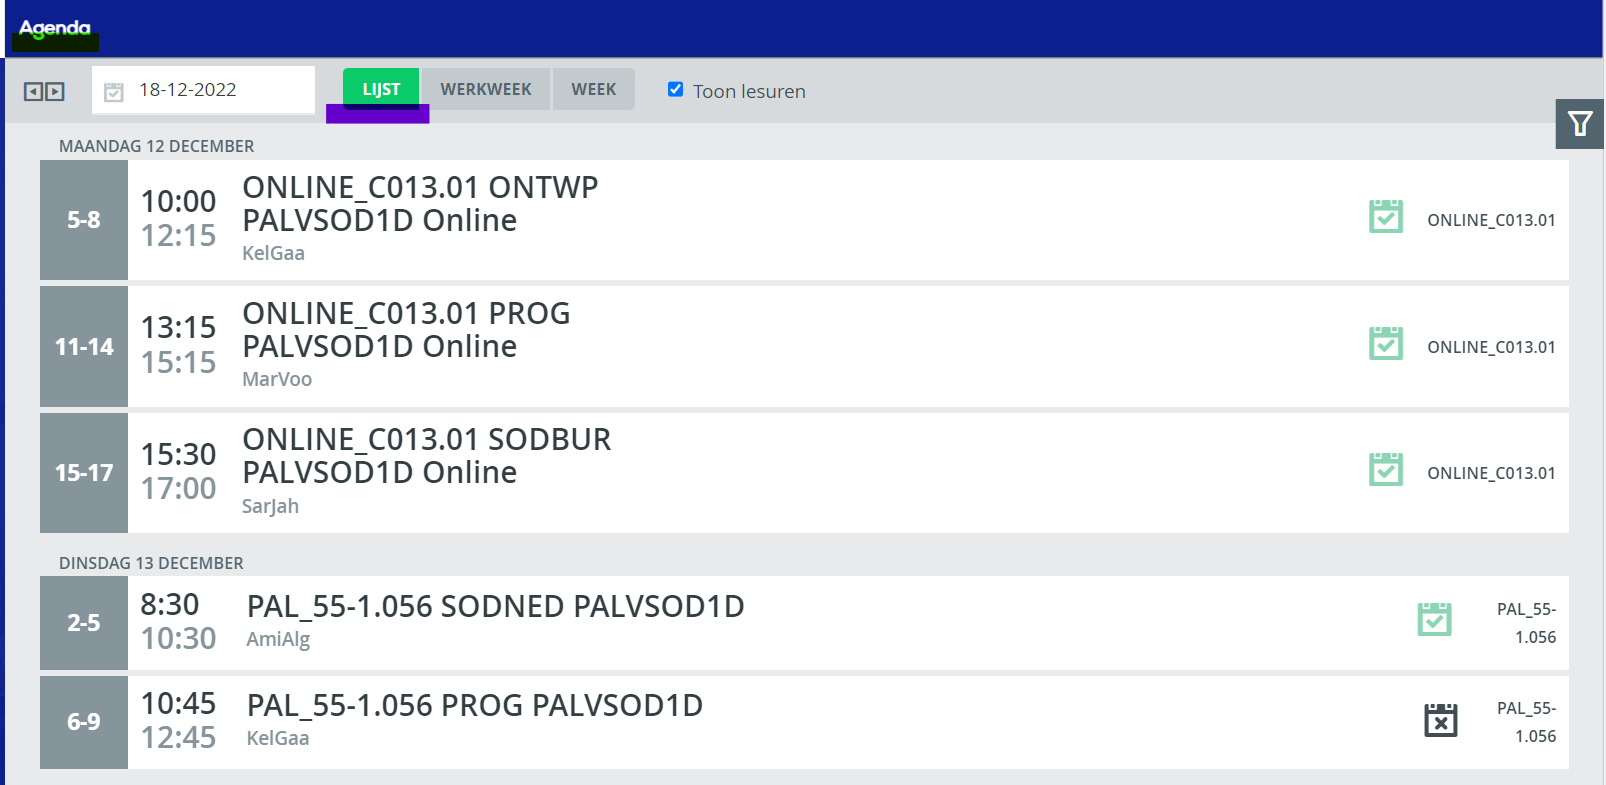 Agenda
18-12-2022
LIJST
WERKWEEK
WEEK
Toon lesuren
MAANDAG 12 DECEMBER
5-8
10:00
12:15
ONLINE_C013.01 ONTWP
PALVSOD1D Online
KelGaa
ONLINE_C013.01
11-14
13:15
15:15
ONLINE_C013.01 PROG
PALVSOD1D Online
MarVoo
ONLINE_C013.01
15-17
15:30
17:00
ONLINE_C013.01 SODBUR
PALVSOD1D Online
SarJah
ONLINE_C013.01
DINSDAG 13 DECEMBER
2-5
8:30
10:30
PAL_55-1.056 SODNED PALVSOD1D
AmiAlg
PAL_55-
1.056
6-9
10:45
12:45
PAL_55-1.056 PROG PALVSOD1D
KelGaa
PAL_55-
1.056